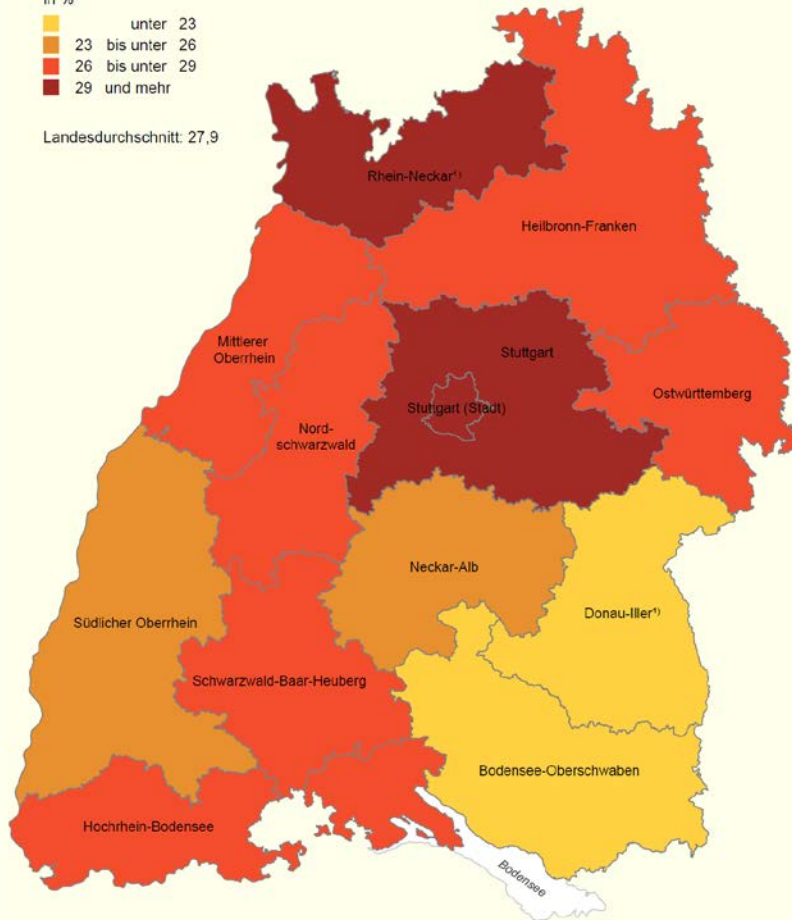 in %
unter 23
23 bis unter 26
26 bis unter 29
29 und mehr
Landesdurchschnitt: 27,9
Rhein-Neckar¹⁾
Heilbronn-Franken
Mittlerer
Oberrhein
Stuttgart
Stuttgart (Stadt)
Ostwürttemberg
Nord-
schwarzwald
Neckar-Alb
Donau-Iller¹⁾
Südlicher Oberrhein
Schwarzwald-Baar-Heuberg
Bodensee-Oberschwaben
Hochrhein-Bodensee
Bodensee